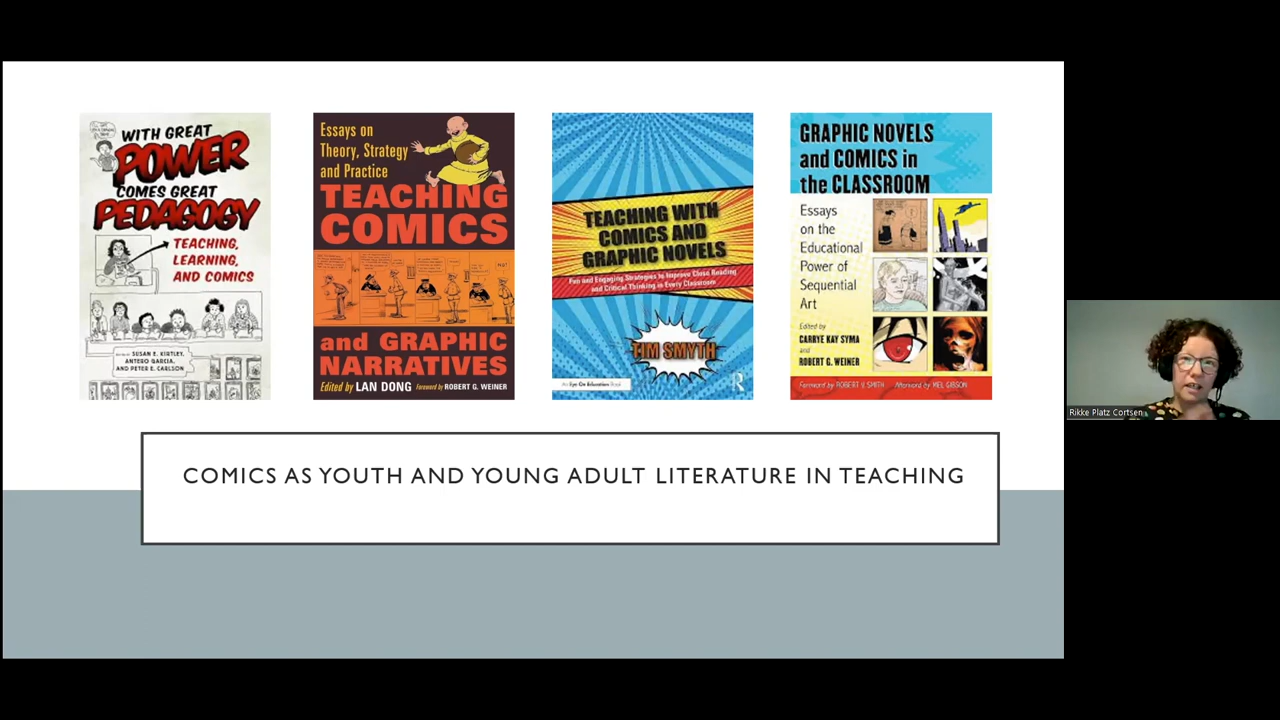 WITH GREAT
POWER
COMES GREAT
PEDAGOGY
TEACHING,
LEARNING,
AND COMICS
SUSAN E. KIRTLEY,
ANTERO GARCIA,
AND PETER E. CARLSON
Essays on
Theory, Strategy
and Practice
TEACHING
COMICS
and GRAPHIC
NARRATIVES
Edited by LAN DONG Foreword by ROBERT G. WEINER
TEACHING WITH
COMICS AND
GRAPHIC NOVELS
Fun and Engaging Strategies to Improve Close Reading
and Critical Thinking in Every Classroom
TIM SMYTH
An Eye On Education Book
R
GRAPHIC NOVELS
and COMICS in
the CLASSROOM
Essays
on the
Educational
Power of
Sequential
Art
Edited by
CARRYE KAY SYMA
and
ROBERT G. WEINER
Foreword by ROBERT V. SMITH Afterword by MEL GIBSON
COMICS AS YOUTH AND YOUNG ADULT LITERATURE IN TEACHING
Rikke Platz Cortsen